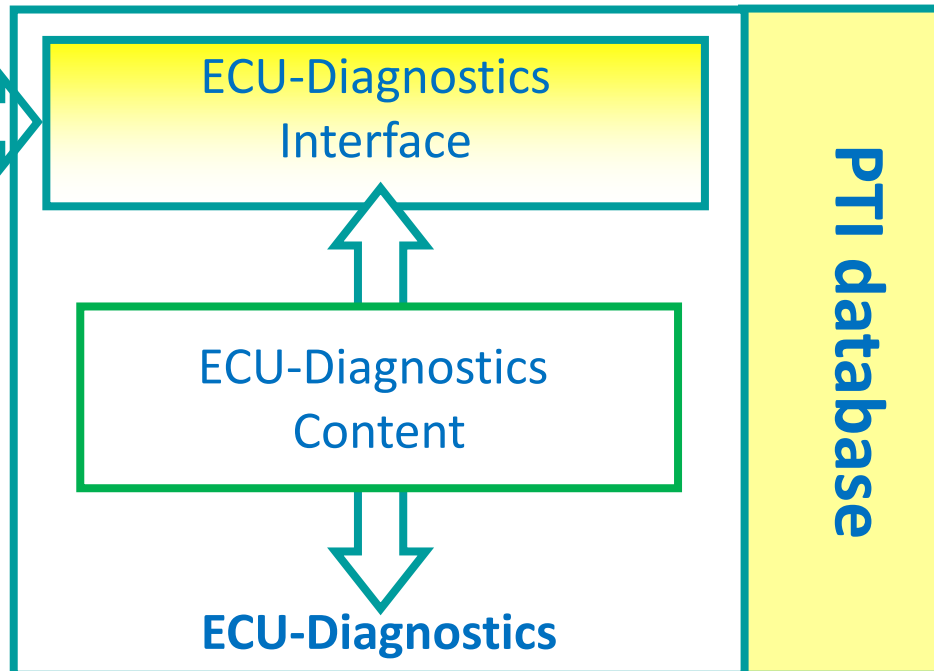 ECU-Diagnostics
Interface
ECU-Diagnostics
Content
ECU-Diagnostics
PTI database